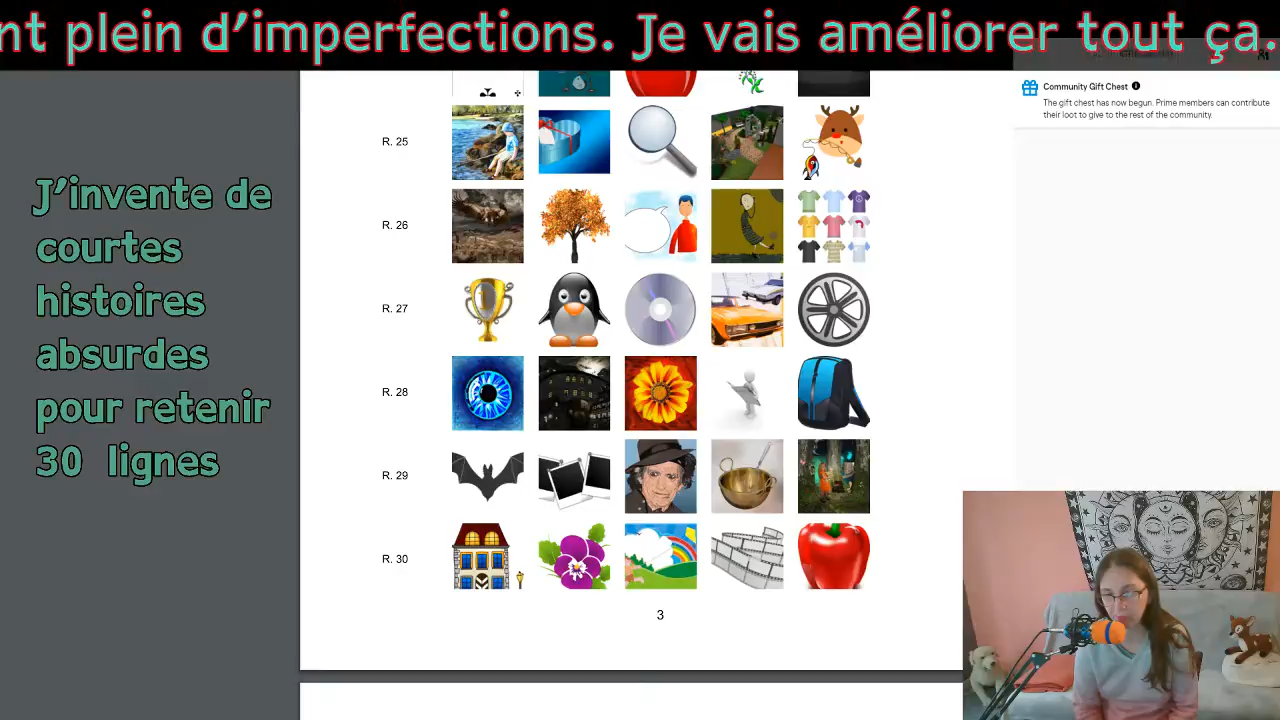 nt plein d’imperfections. Je vais améliorer tout ça.
Community Gift Chest
The gift chest has now begun. Prime members can contribute
their loot to give to the rest of the community.
J’invente de
courtes
histoires
absurdes
pour retenir
30 lignes
R. 25
R. 26
R. 27
R. 28
R. 29
R. 30
3